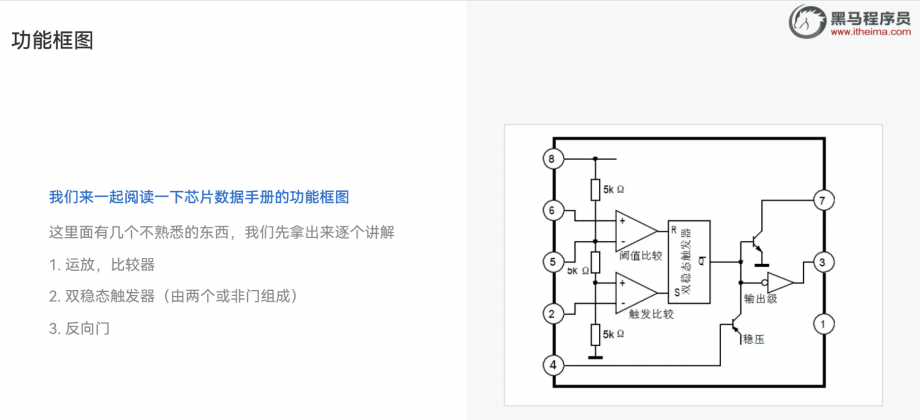 功能框图
黑马程序员
www.itheima.com
我们来一起阅读一下芯片数据手册的功能框图
这里面有几个不熟悉的东西，我们先拿出来逐个讲解
1. 运放，比较器
2. 双稳态触发器（由两个或非门组成）
3. 反向门
8
5k Ω
6
+
-
阈值比较
5
5k Ω
R
双稳态触发器
Q
S
7
3
输出级
2
+
-
触发比较
1
5k Ω
稳压
4